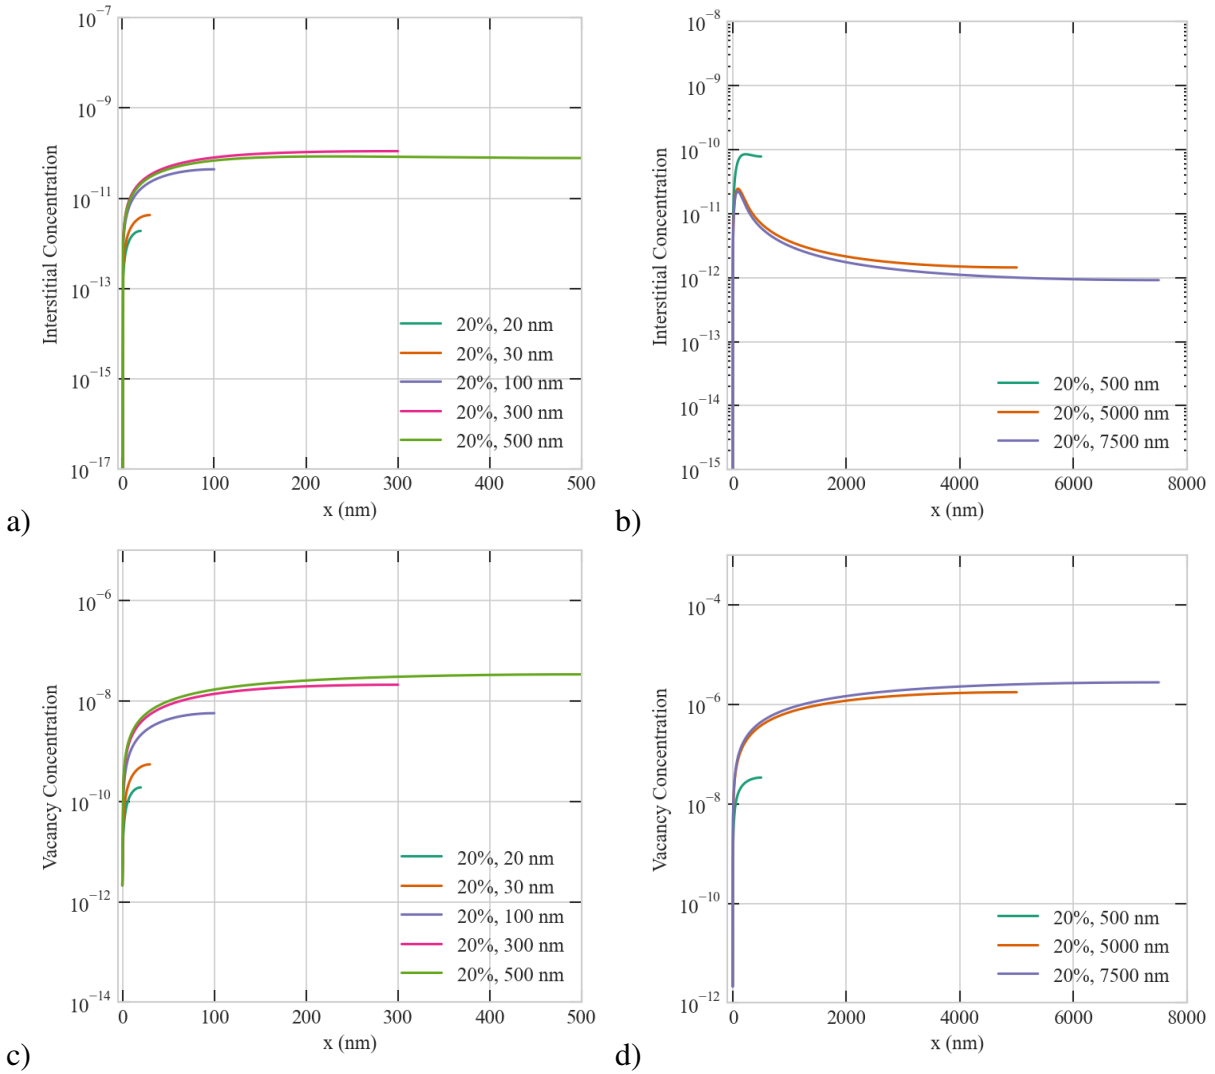 10^{-7}
10^{-9}
10^{-11}
10^{-13}
10^{-15}
10^{-17}
Interstitial Concentration
20%, 20 nm
20%, 30 nm
20%, 100 nm
20%, 300 nm
20%, 500 nm
0 100 200 300 400 500
x (nm)
a)
10^{-8}
10^{-9}
10^{-10}
10^{-11}
10^{-12}
10^{-13}
10^{-14}
10^{-15}
Interstitial Concentration
20%, 500 nm
20%, 5000 nm
20%, 7500 nm
0 2000 4000 6000 8000
x (nm)
b)
10^{-6}
10^{-8}
10^{-10}
10^{-12}
10^{-14}
Vacancy Concentration
20%, 20 nm
20%, 30 nm
20%, 100 nm
20%, 300 nm
20%, 500 nm
0 100 200 300 400 500
x (nm)
c)
10^{-4}
10^{-6}
10^{-8}
10^{-10}
10^{-12}
Vacancy Concentration
20%, 500 nm
20%, 5000 nm
20%, 7500 nm
0 2000 4000 6000 8000
x (nm)
d)